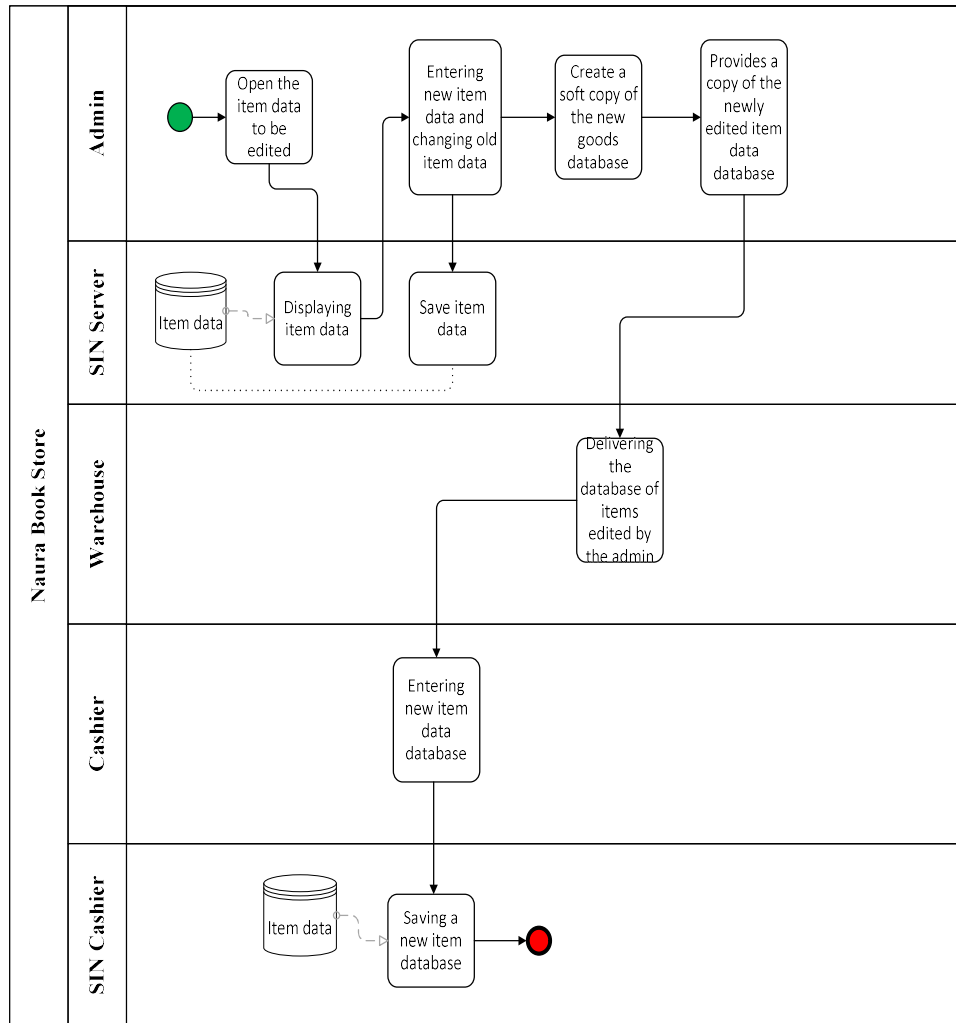 Naura Book Store
Admin
Open the
item data
to be
edited
Entering
new item
data and
changing old
item data
Create a
soft copy of
the new
goods
database
Provides a
copy of the
newly
edited item
data
database
SIN Server
Item data
Displaying
item data
Save item
data
Warehouse
Delivering
the
database of
items
edited by
the admin
Cashier
Entering
new item
data
database
SIN Cashier
Item data
Saving a
new item
database